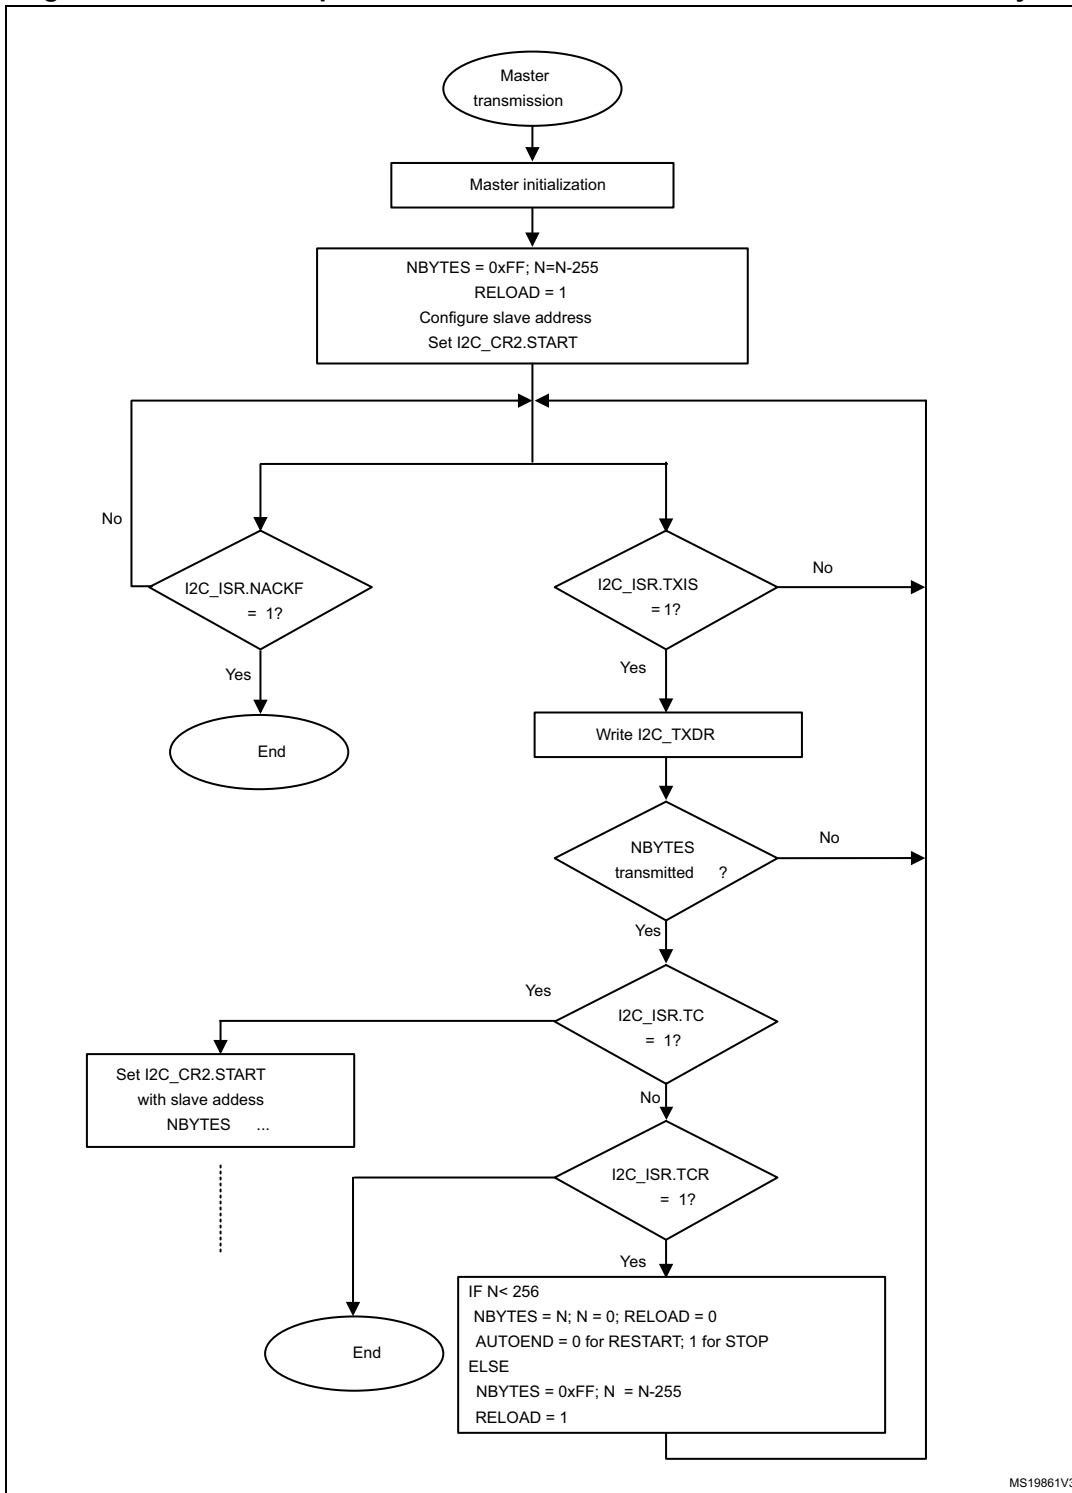 Master
transmission
Master initialization
NBYTES = 0xFF; N=N-255
RELOAD = 1
Configure slave address
Set I2C_CR2.START
No
I2C_ISR.NACKF
= 1?
Yes
End
I2C_ISR.TXIS
=1?
No
Yes
Write I2C_TXDR
NBYTES
transmitted ?
No
Yes
I2C_ISR.TC
= 1?
Yes
Set I2C_CR2.START
with slave addess
NBYTES ...
No
I2C_ISR.TCR
= 1?
Yes
End
IF N< 256
NBYTES = N; N = 0; RELOAD = 0
AUTOEND = 0 for RESTART; 1 for STOP
ELSE
NBYTES = 0xFF; N = N-255
RELOAD = 1
MS19861V3